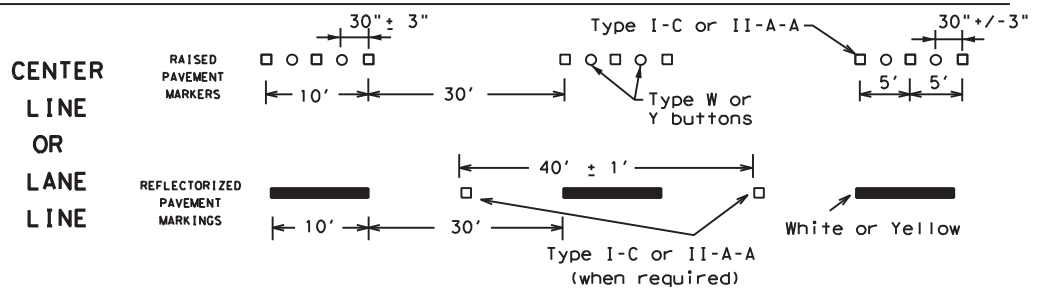 CENTER
LINE
OR
LANE
LINE
RAISED
PAVEMENT
MARKERS
30"± 3"
10'
30'
Type I-C or II-A-A
Type W or
Y buttons
30"+/-3"
5'
5'
REFLECTORIZED
PAVEMENT
MARKINGS
40' ± 1'
10'
30'
Type I-C or II-A-A
(when required)
White or Yellow